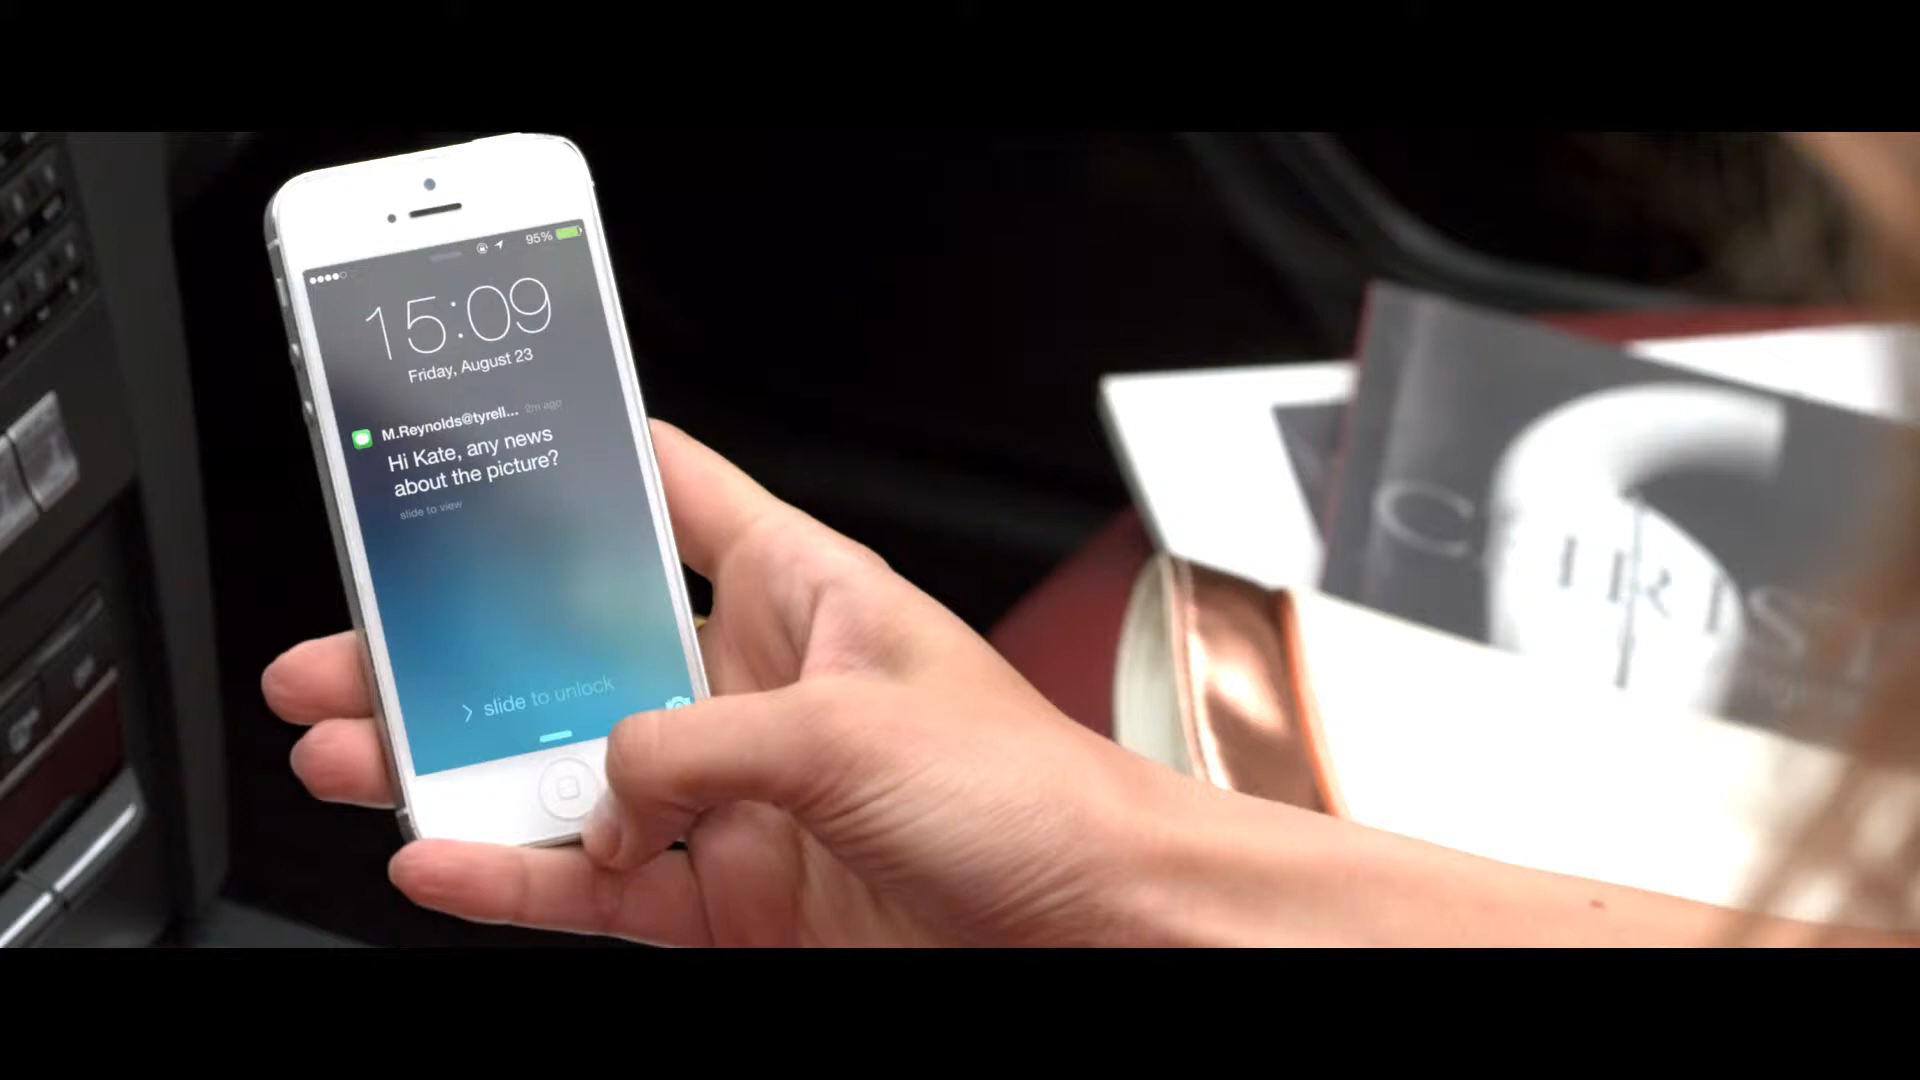 95%
15:09
Friday, August 23
M.Reynolds@tyrell... 2m ago
Hi Kate, any news
about the picture?
slide to view
> slide to unlock